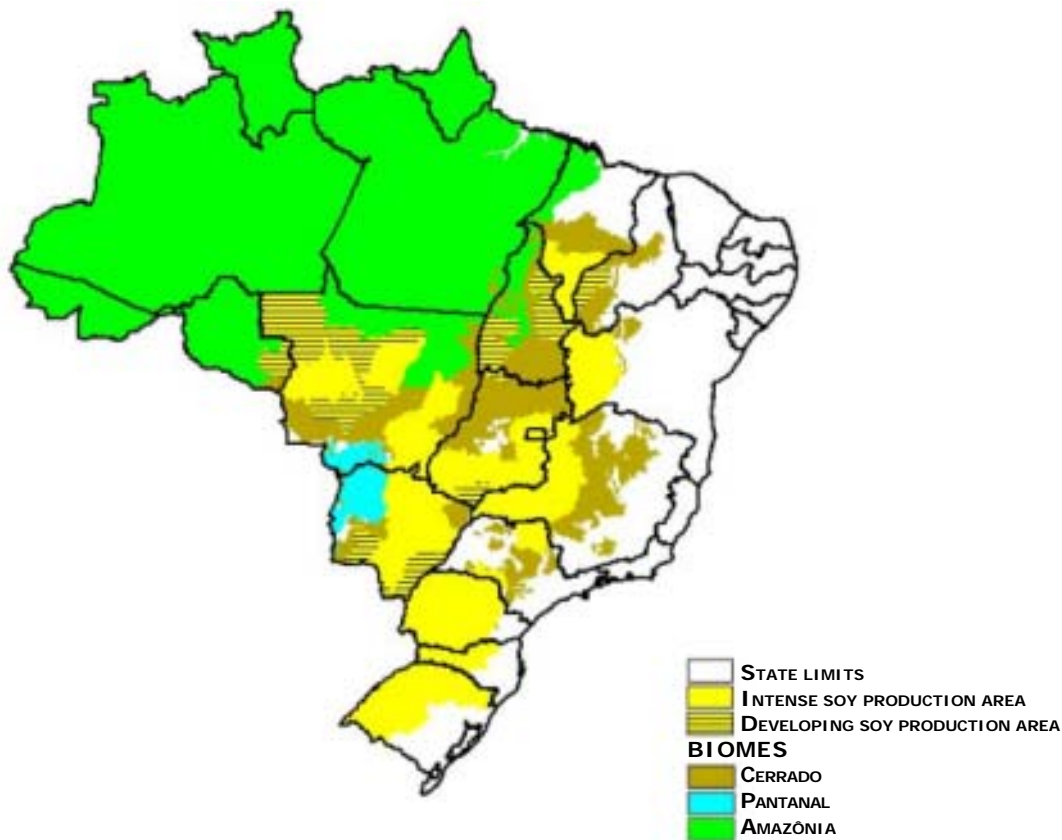 STATE LIMITS
INTENSE SOY PRODUCTION AREA
DEVELOPING SOY PRODUCTION AREA
BIOMES
CERRADO
PANTANAL
AMAZÔNIA